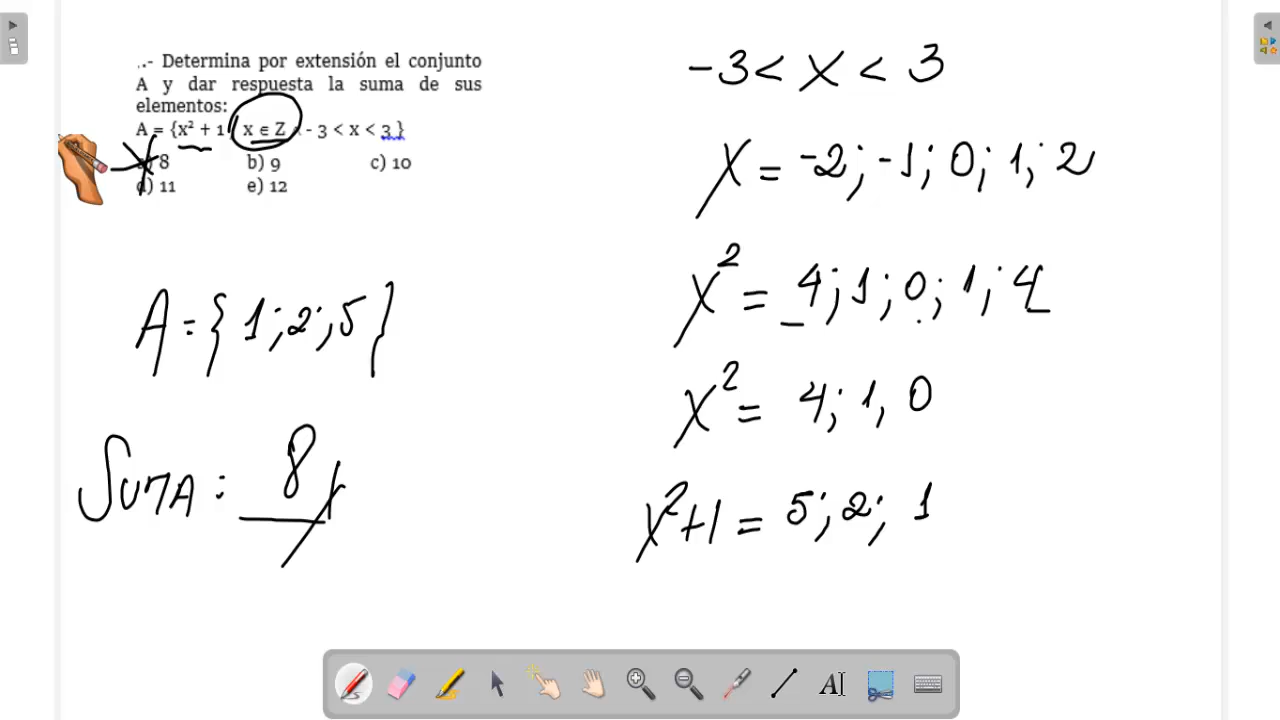 .- Determina por extensión el conjunto
A y dar respuesta la suma de sus
elementos:
A = {x² + 1 / x ∈ Z ∧ - 3 < x < 3 }
a) 8 b) 9 c) 10
d) 11 e) 12
A = { 1 ; 2 ; 5 }
SUMA : 8
-3 < x < 3
x = -2 ; -1 ; 0 ; 1 ; 2
x² = 4 ; 1 ; 0 ; 1 ; 4
x² = 4 ; 1 , 0
x²+1 = 5 ; 2 ; 1
AI